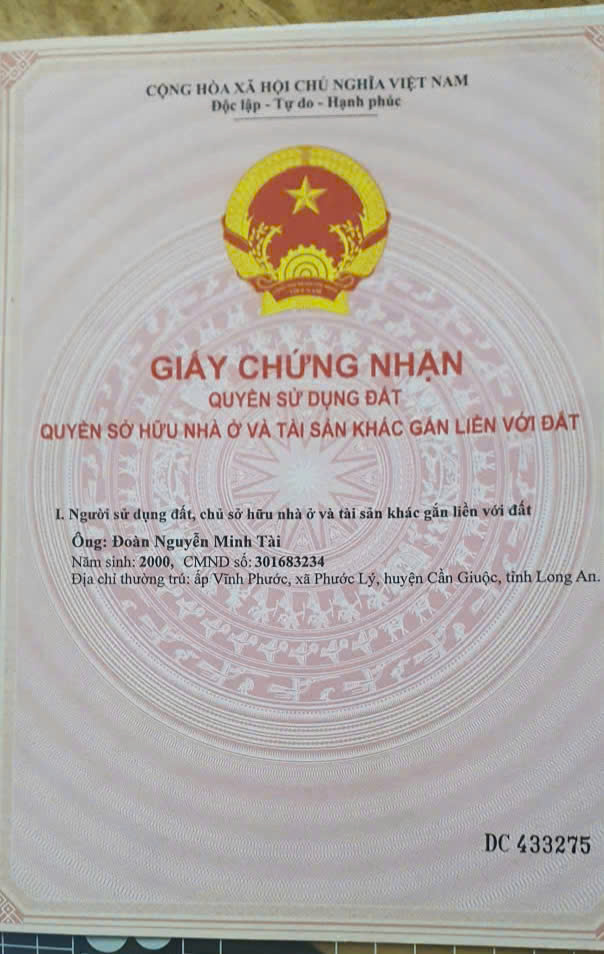 CỘNG HÒA XÃ HỘI CHỦ NGHĨA VIỆT NAM
Độc lập - Tự do - Hạnh phúc
GIẤY CHỨNG NHẬN
QUYỀN SỬ DỤNG ĐẤT
QUYỀN SỞ HỮU NHÀ Ở VÀ TÀI SẢN KHÁC GẮN LIỀN VỚI ĐẤT
I. Người sử dụng đất, chủ sở hữu nhà ở và tài sản khác gắn liền với đất
Ông: Đoàn Nguyễn Minh Tài
Năm sinh: 2000, CMND số: 301683234
Địa chỉ thường trú: ấp Vĩnh Phước, xã Phước Lý, huyện Cần Giuộc, tỉnh Long An.
DC 433275